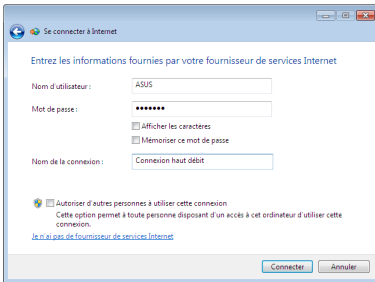 Se connecter à Internet
Entrez les informations fournies par votre fournisseur de services Internet
Nom d'utilisateur :
ASUS
Mot de passe :
•••••••
Afficher les caractères
Mémoriser ce mot de passe
Nom de la connexion :
Connexion haut débit
Autoriser d'autres personnes à utiliser cette connexion
Cette option permet à toute personne disposant d'un accès à cet ordinateur d'utiliser cette
connexion.
Je n'ai pas de fournisseur de services Internet
Connecter
Annuler